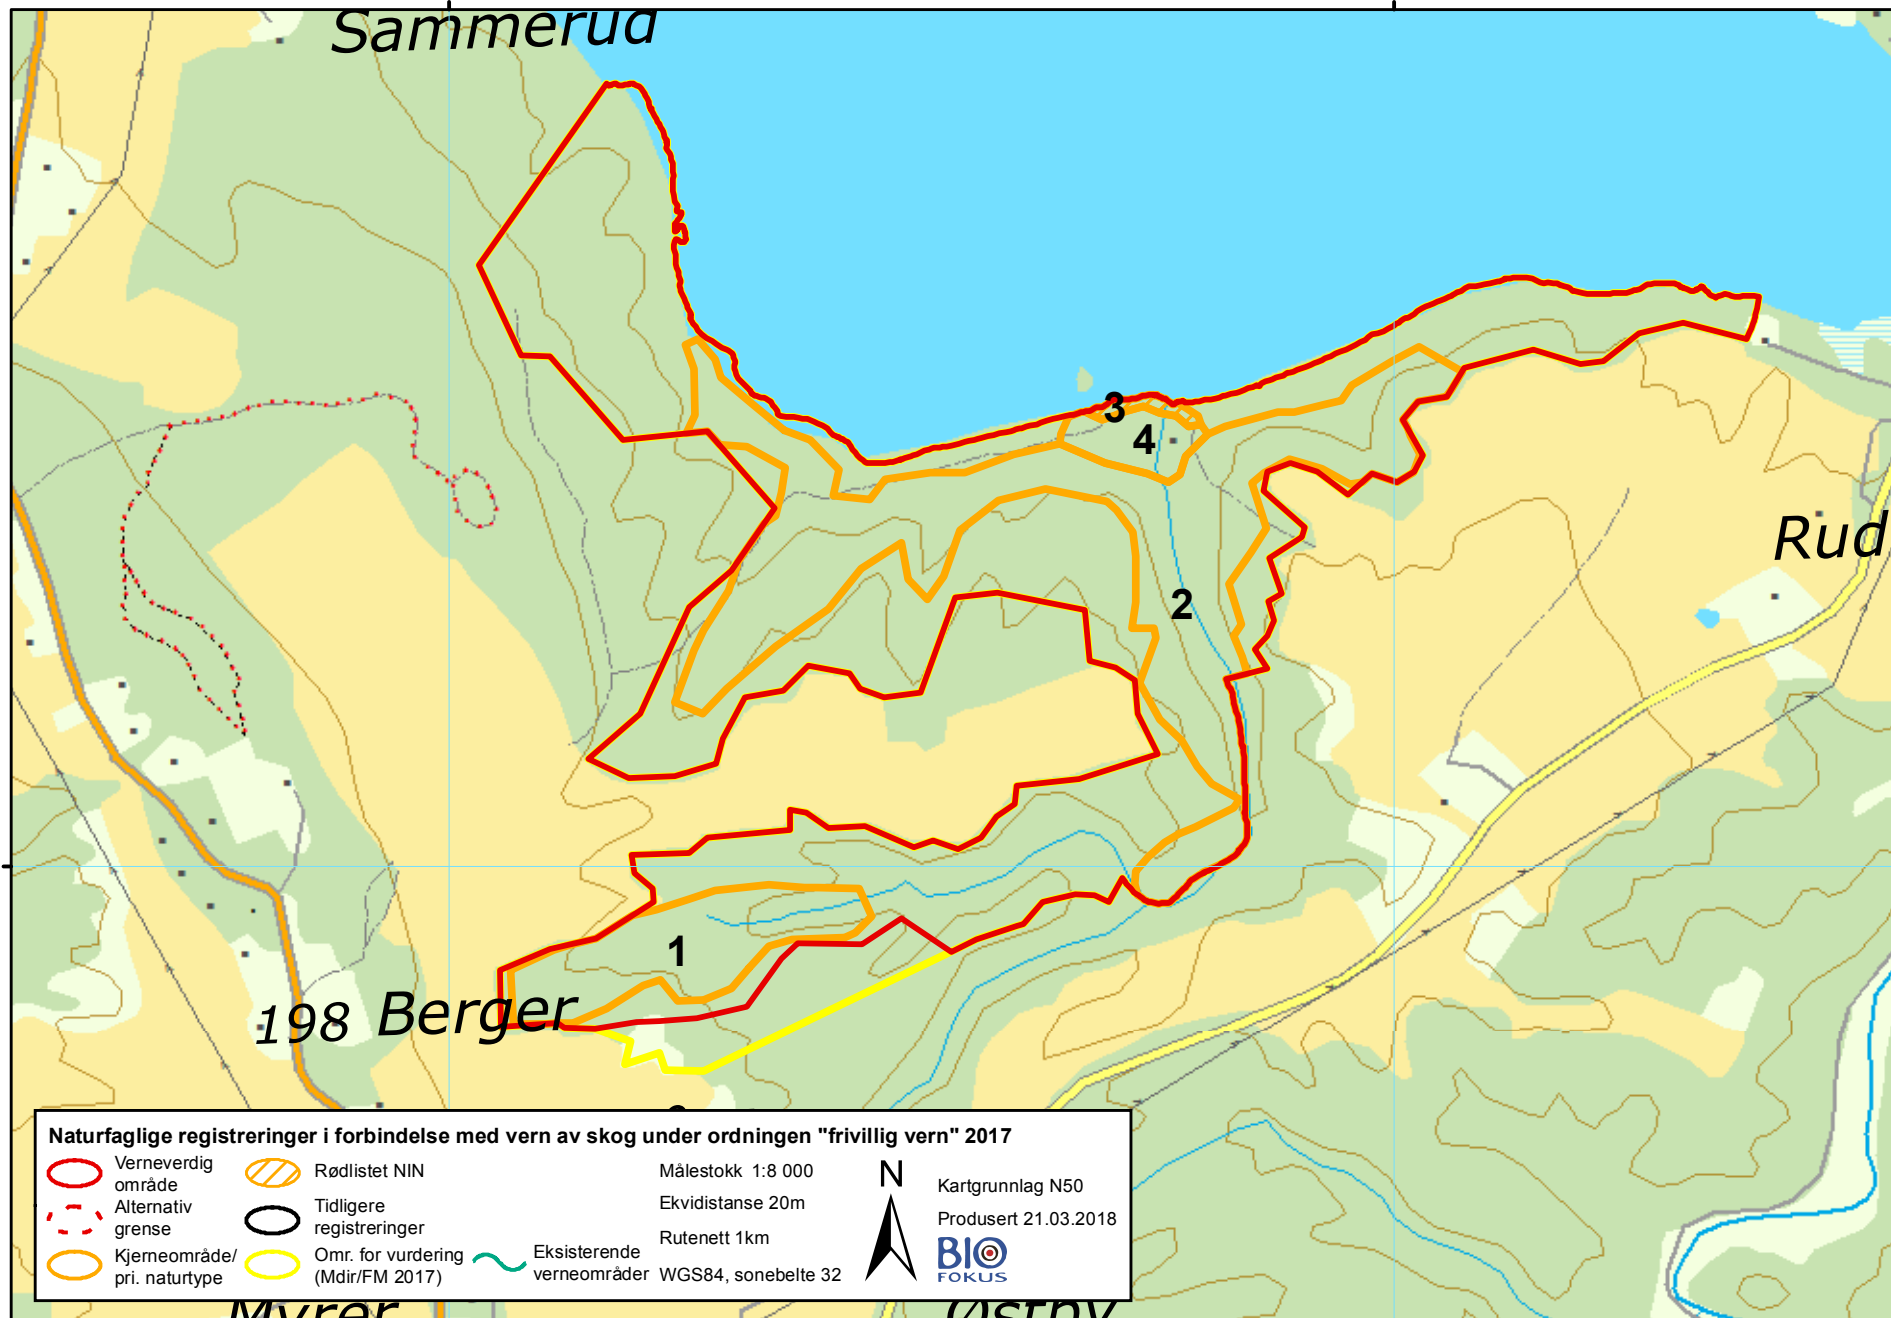 Sammerud
3
4
Rud
2
1
198 Berger
Naturfaglige registreringer i forbindelse med vern av skog under ordningen "frivillig vern" 2017
Verneverdig
område
Alternativ
grense
Kjerneområde/
pri. naturtype
Rødlistet NIN
Tidligere
registreringer
Omr. for vurdering
(Mdir/FM 2017)
Eksisterende
verneområder
Målestokk 1:8 000
Ekvidistanse 20m
Rutenett 1km
WGS84, sonebelte 32
N
Kartgrunnlag N50
Produsert 21.03.2018
BIO
FOKUS
Myrer
Østby